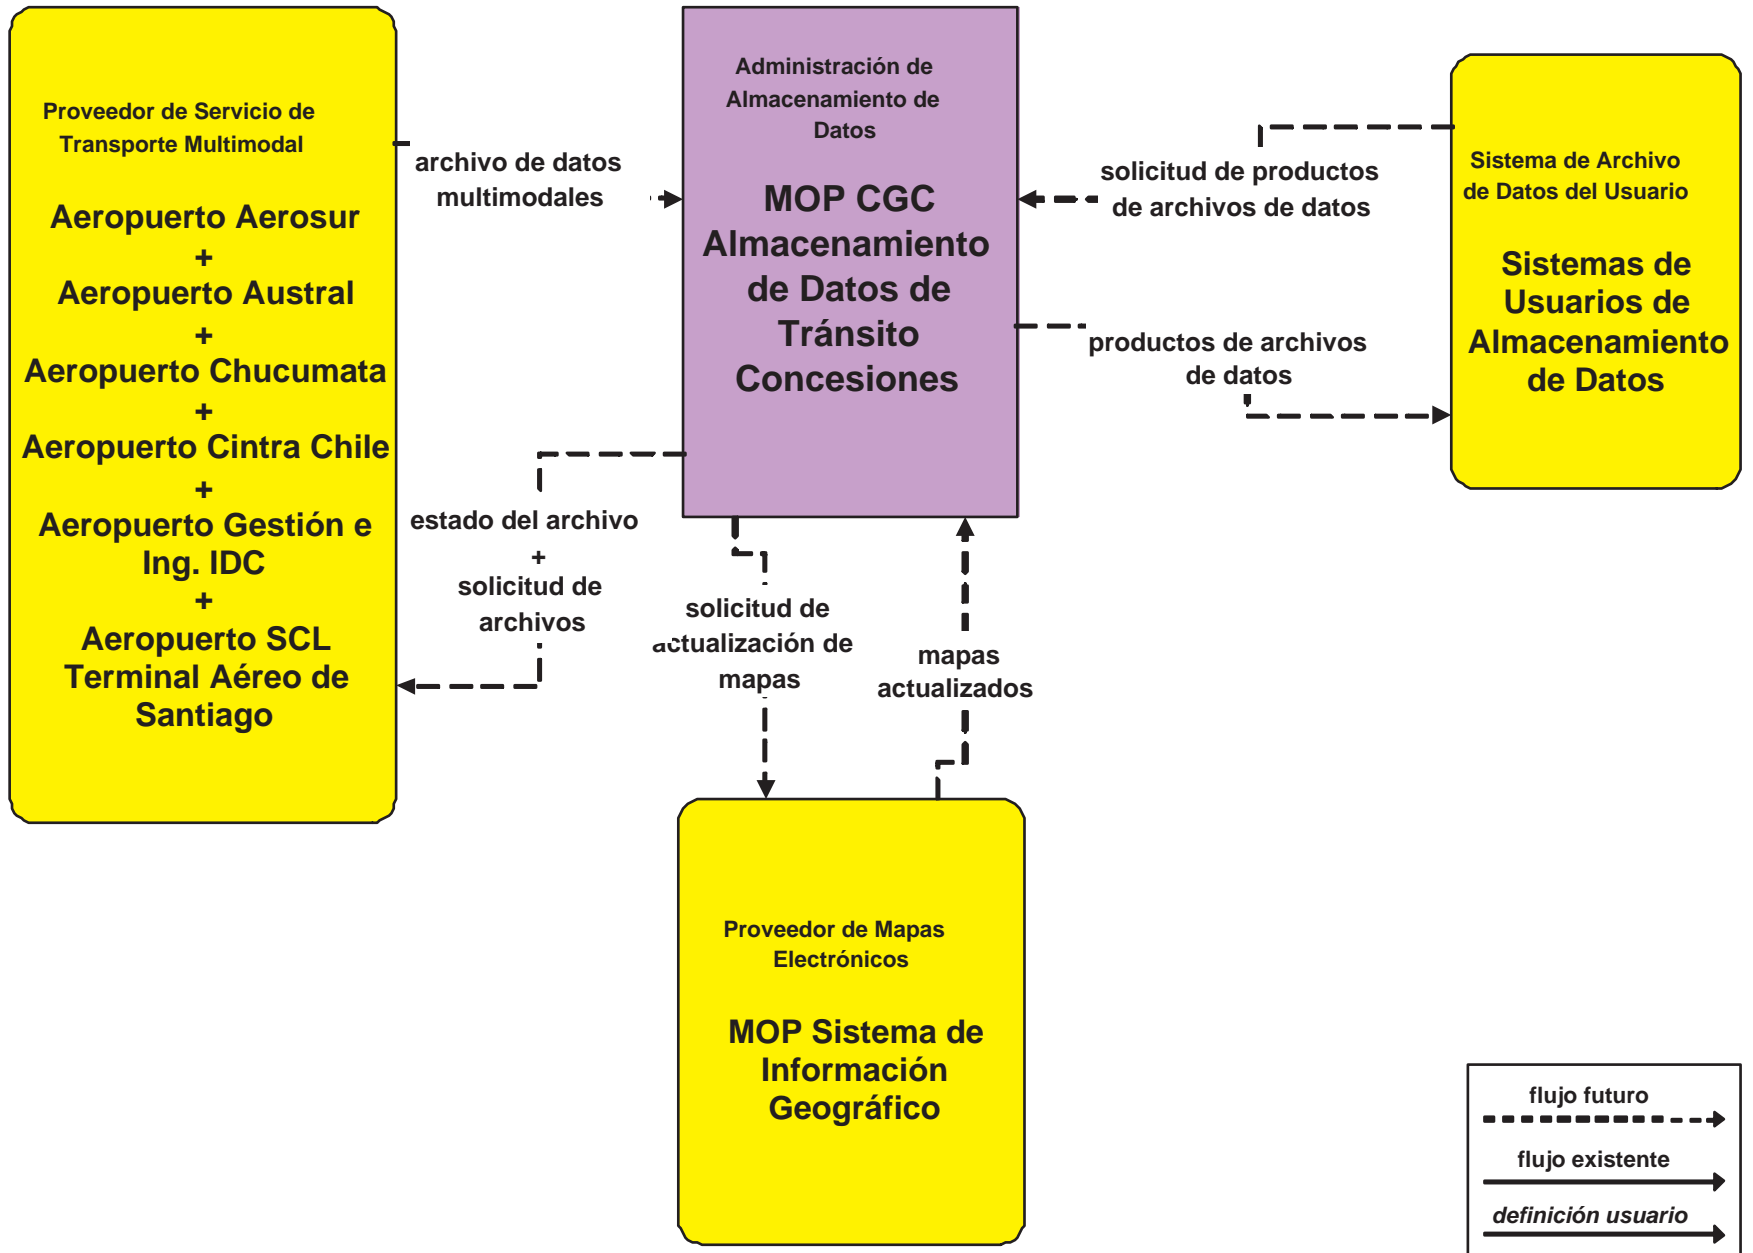 Proveedor de Servicio de
Transporte Multimodal
Aeropuerto Aerosur
+
Aeropuerto Austral
+
Aeropuerto Chucumata
+
Aeropuerto Cintra Chile
+
Aeropuerto Gestión e
Ing. IDC
+
Aeropuerto SCL
Terminal Aéreo de
Santiago
archivo de datos
multimodales
estado del archivo
+
solicitud de
archivos
Administración de
Almacenamiento de
Datos
MOP CGC
Almacenamiento
de Datos de
Tránsito
Concesiones
solicitud de productos
de archivos de datos
productos de archivos
de datos
Sistema de Archivo
de Datos del Usuario
Sistemas de
Usuarios de
Almacenamiento
de Datos
solicitud de
actualización de
mapas
mapas
actualizados
Proveedor de Mapas
Electrónicos
MOP Sistema de
Información
Geográfico
flujo futuro
flujo existente
definición usuario